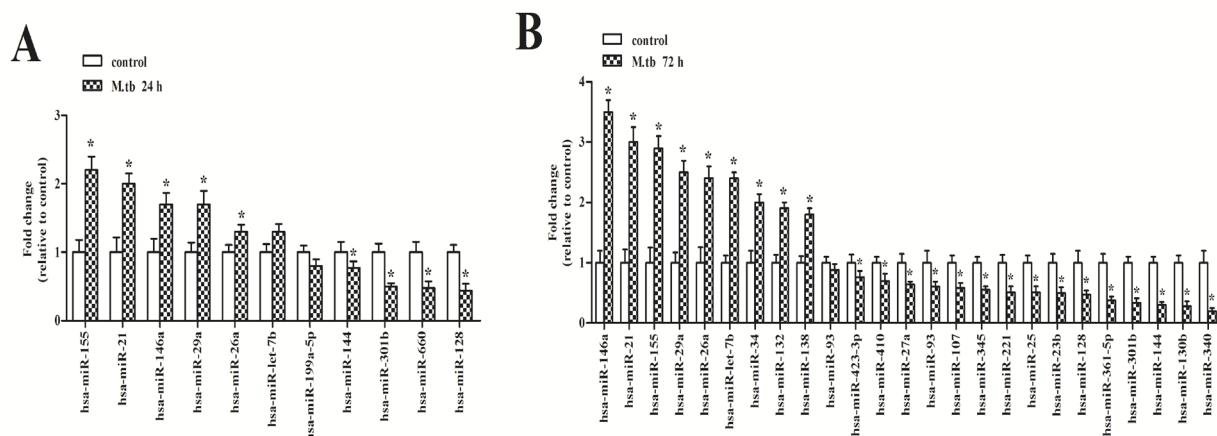 A
control
M.tb 24 h
Fold change
(relative to control)
3
2
1
0
hsa-miR-155
hsa-miR-21
hsa-miR-146a
hsa-miR-29a
hsa-miR-26a
hsa-miR-let-7b
hsa-miR-199a-5p
hsa-miR-144
hsa-miR-301b
hsa-miR-660
hsa-miR-128
* * * * * * * * *
B
control
M.tb 72 h
Fold change
(relative to control)
4
3
2
1
0
hsa-miR-146a
hsa-miR-21
hsa-miR-155
hsa-miR-29a
hsa-miR-26a
hsa-miR-let-7b
hsa-miR-34
hsa-miR-132
hsa-miR-138
hsa-miR-93
hsa-miR-423-3p
hsa-miR-410
hsa-miR-27a
hsa-miR-93
hsa-miR-107
hsa-miR-345
hsa-miR-221
hsa-miR-25
hsa-miR-23b
hsa-miR-128
hsa-miR-361-5p
hsa-miR-301b
hsa-miR-144
hsa-miR-130b
hsa-miR-340
* * * * * * * * * * * * * * * * * * * * * * * *